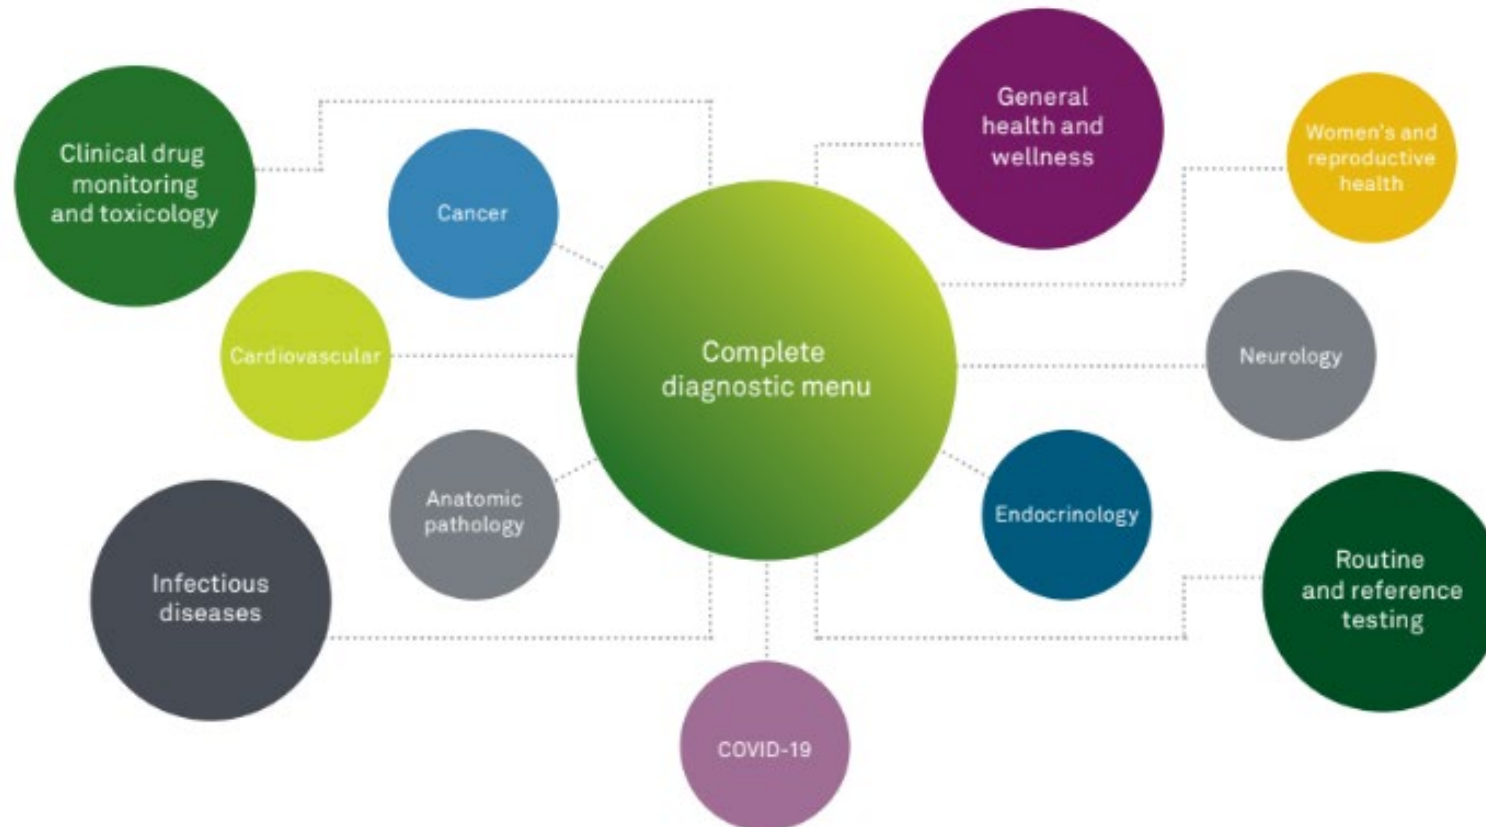 Clinical drug
monitoring
and toxicology
Cancer
General
health and
wellness
Women's and
reproductive
health
Cardiovascular
Complete
diagnostic menu
Neurology
Anatomic
pathology
Endocrinology
Infectious
diseases
Routine
and reference
testing
COVID-19